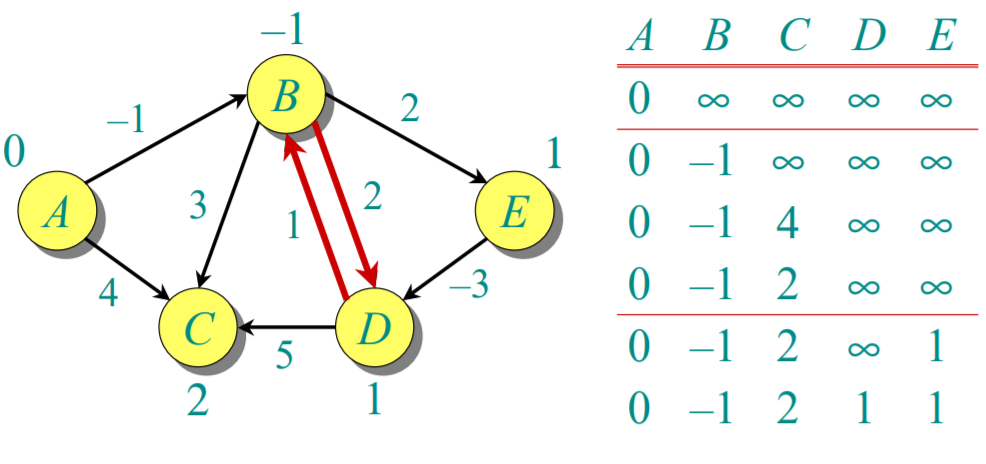 –1
B
–1
2
0
1
A
3
1
2
E
4
–3
C
D
5
2
1
A B C D E
0 ∞ ∞ ∞ ∞
0 –1 ∞ ∞ ∞
0 –1 4 ∞ ∞
0 –1 2 ∞ ∞
0 –1 2 ∞ 1
0 –1 2 1 1